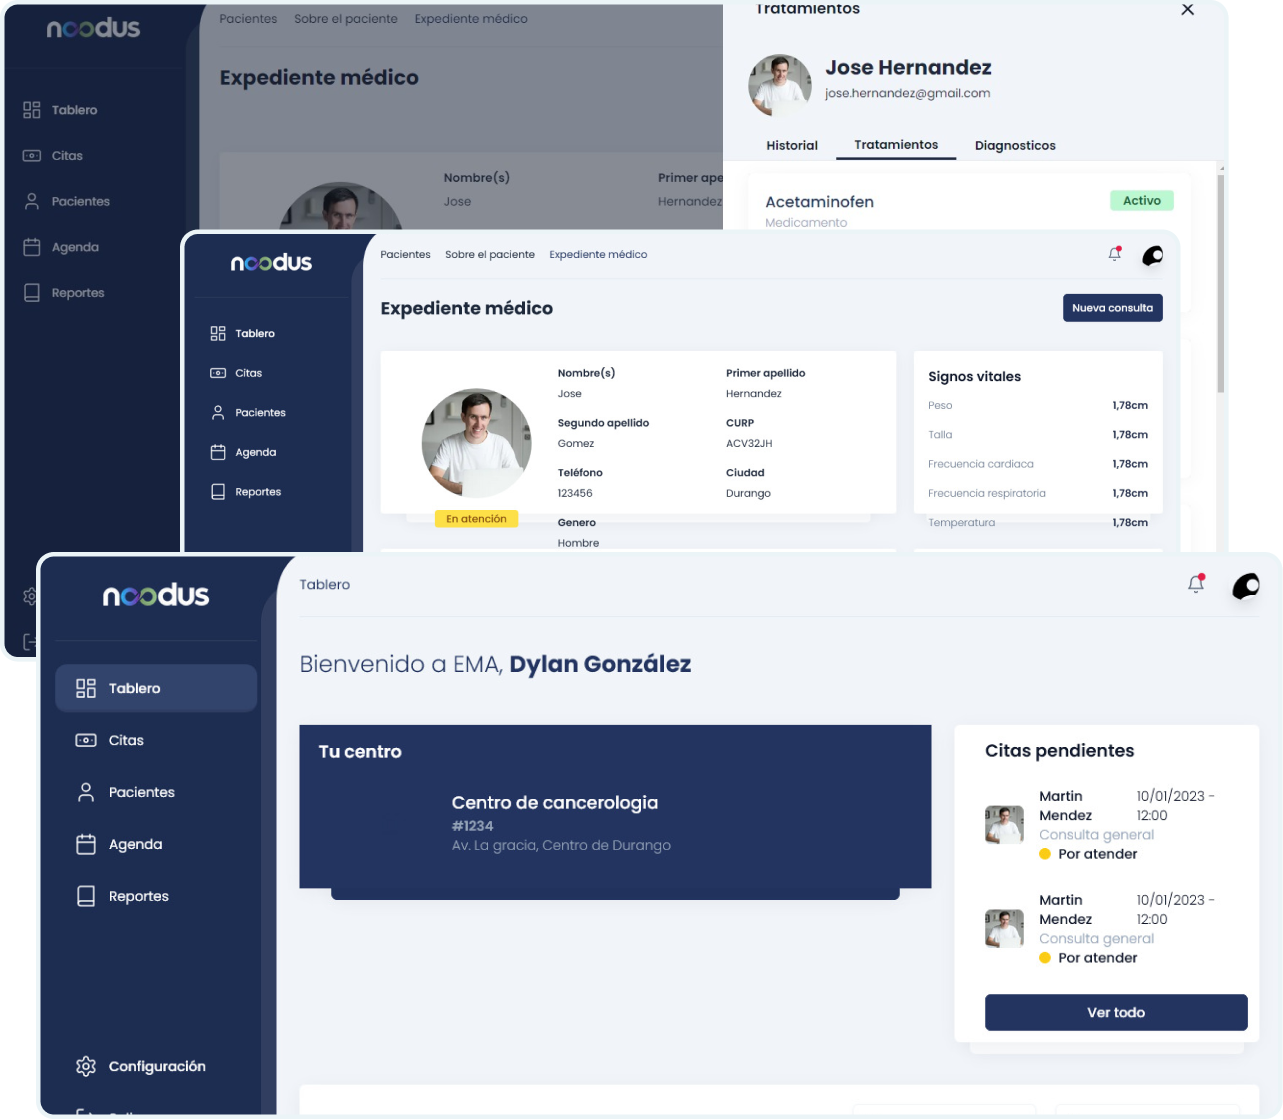 noodus
Tablero
Citas
Pacientes
Agenda
Reportes
Pacientes Sobre el paciente Expediente médico
Expediente médico
Nombre(s)
Jose
Primer ape
Hernandez
Tratamientos
Jose Hernandez
jose.hernandez@gmail.com
Historial Tratamientos Diagnosticos
Acetaminofen
Activo
Medicamento
noodus
Tablero
Citas
Pacientes
Agenda
Reportes
Pacientes Sobre el paciente Expediente médico
Expediente médico
Nueva consulta
Nombre(s) Primer apellido
Jose Hernandez
Segundo apellido CURP
Gomez ACV32JH
Teléfono Ciudad
123456 Durango
En atención
Genero
Hombre
Signos vitales
Peso 1,78cm
Talla 1,78cm
Frecuencia cardiaca 1,78cm
Frecuencia respiratoria 1,78cm
Temperatura 1,78cm
noodus
Tablero
Citas
Pacientes
Agenda
Reportes
Configuración
Tablero
Bienvenido a EMA, Dylan González
Tu centro
Centro de cancerologia
#1234
Av. La gracia, Centro de Durango
Citas pendientes
Martin 10/01/2023 -
Mendez 12:00
Consulta general
Por atender
Martin 10/01/2023 -
Mendez 12:00
Consulta general
Por atender
Ver todo